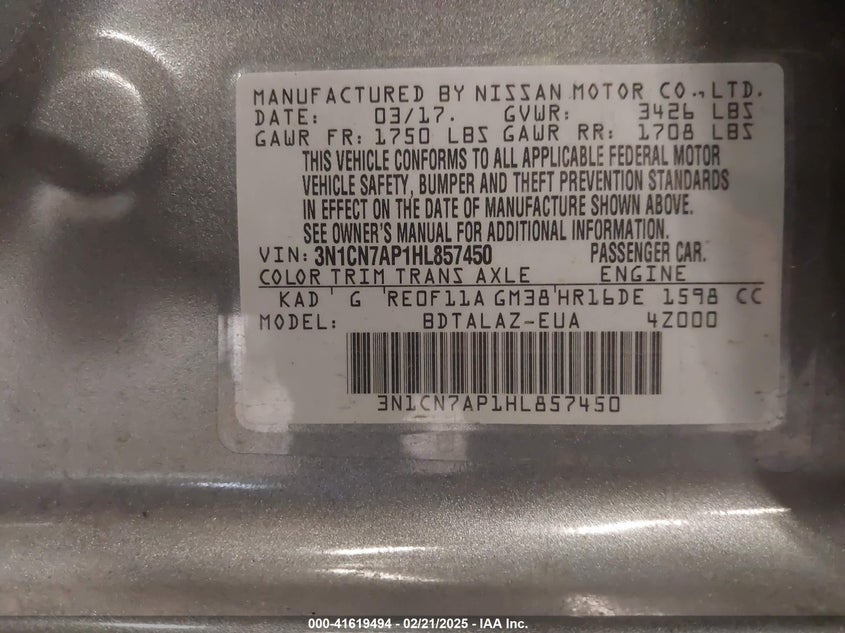 MANUFACTURED BY NISSAN MOTOR CO., LTD.
DATE: 03/17. GVWR: 3426 LBS
GAWR FR: 1750 LBS GAWR RR: 1708 LBS
THIS VEHICLE CONFORMS TO ALL APPLICABLE FEDERAL MOTOR
VEHICLE SAFETY, BUMPER AND THEFT PREVENTION STANDARDS
IN EFFECT ON THE DATE OF MANUFACTURE SHOWN ABOVE.
SEE OWNER'S MANUAL FOR ADDITIONAL INFORMATION.
VIN: 3N1CN7AP1HL857450 PASSENGER CAR.
COLOR TRIM TRANS AXLE ENGINE
KAD G RE0F11A GM38 HR16DE 1598 CC
MODEL: BDTALAZ-EUA 4Z000
3N1CN7AP1HL857450
000-41619494 - 02/21/2025 - IAA Inc.